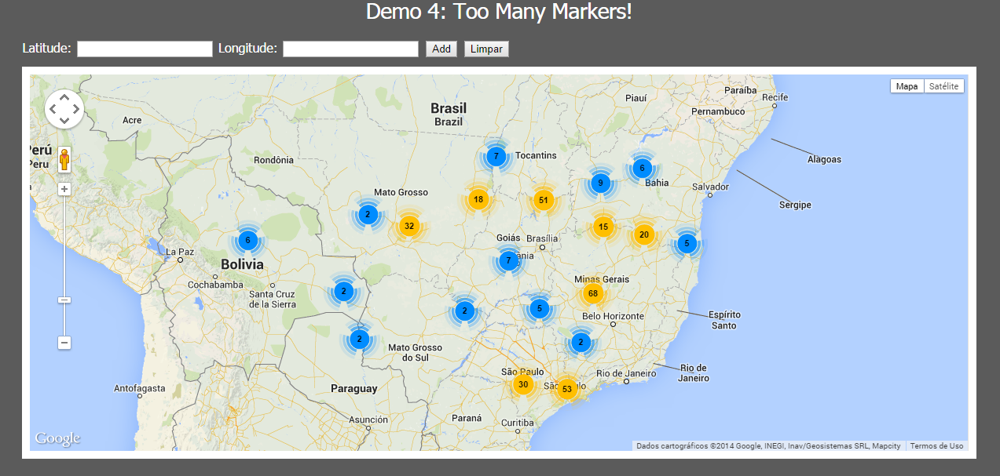 Demo 4: Too Many Markers!
Latitude: Longitude: Add Limpar
Mapa Satélite
Paraíba
Recife
Piauí
Pernambuco
Brasil
Brazil
Acre
Perú
Peru
Rondônia
7
Tocantins
Alagoas
6
9
Bahia
Salvador
Mato Grosso
18
51
Sergipe
2
32
15
20
6
Goiás
Brasília
5
La Paz
7
Bolivia
Cochabamba
Minas Gerais
Santa Cruz
de la Sierra
2
68
2
5
Belo Horizonte
Espírito
Santo
2
2
Mato Grosso
do Sul
São Paulo
Rio de Janeiro
Rio de
Janeiro
30
53
Antofagasta
Paraguay
Asunción
Paraná
Curitiba
Google
Dados cartográficos ©2014 Google, INEGI, Inav/Geosistemas SRL, Mapcity
Termos de Uso